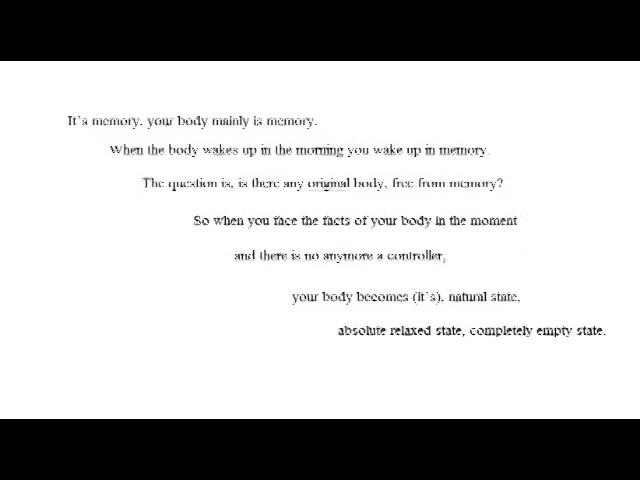 It's memory, your body mainly is memory.
When the body wakes up in the morning you wake up in memory.
The question is, is there any original body, free from memory?
So when you face the facts of your body in the moment
and there is no anymore a controller,
your body becomes (it's), natural state.
absolute relaxed state, completely empty state.